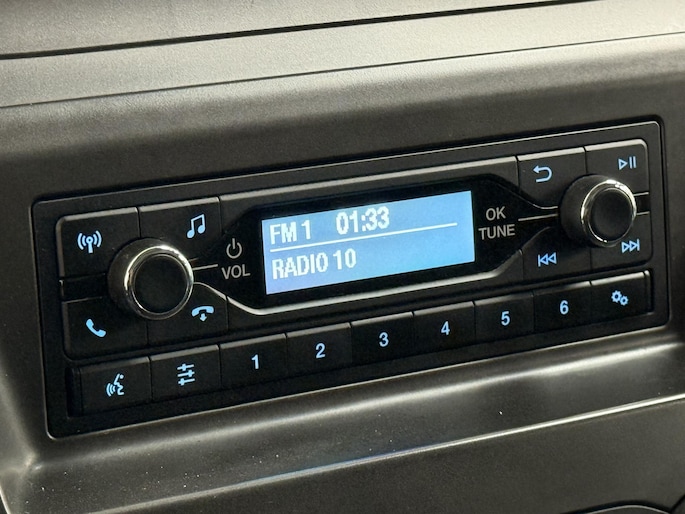 FM 1 01:33
RADIO 10
VOL
OK
TUNE
1 2 3 4 5 6